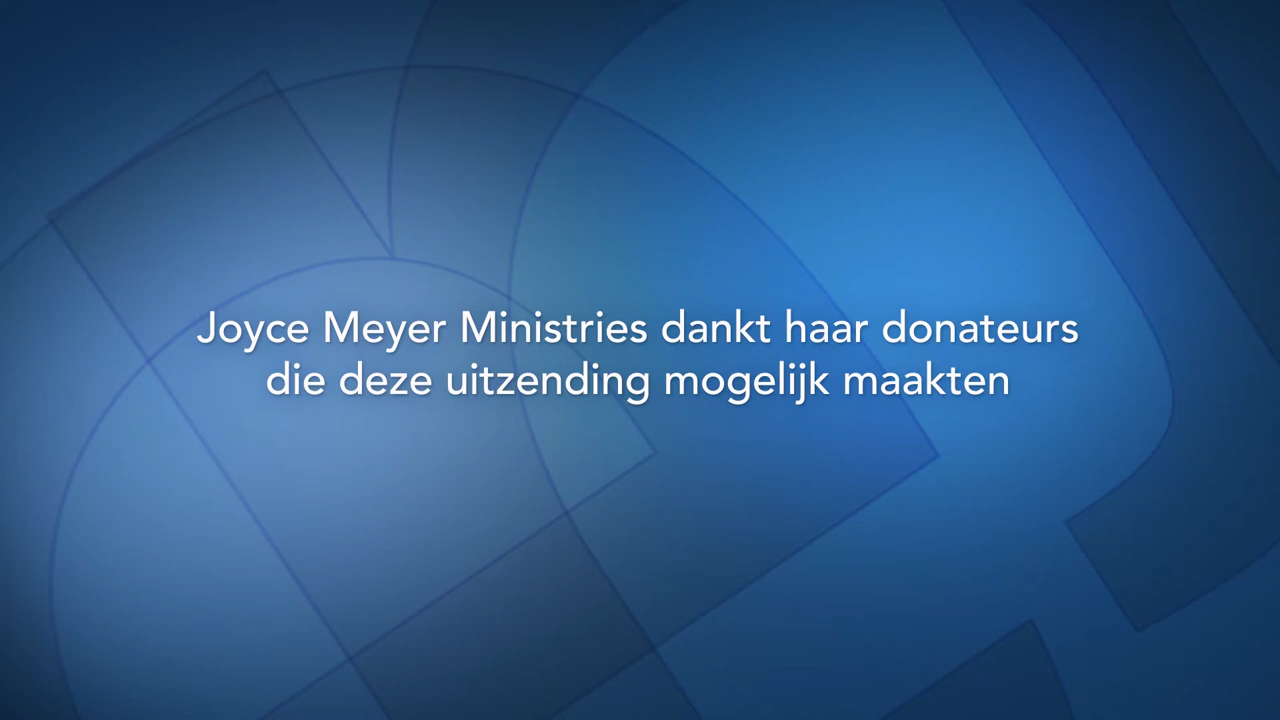 Joyce Meyer Ministries dankt haar donateurs
die deze uitzending mogelijk maakten